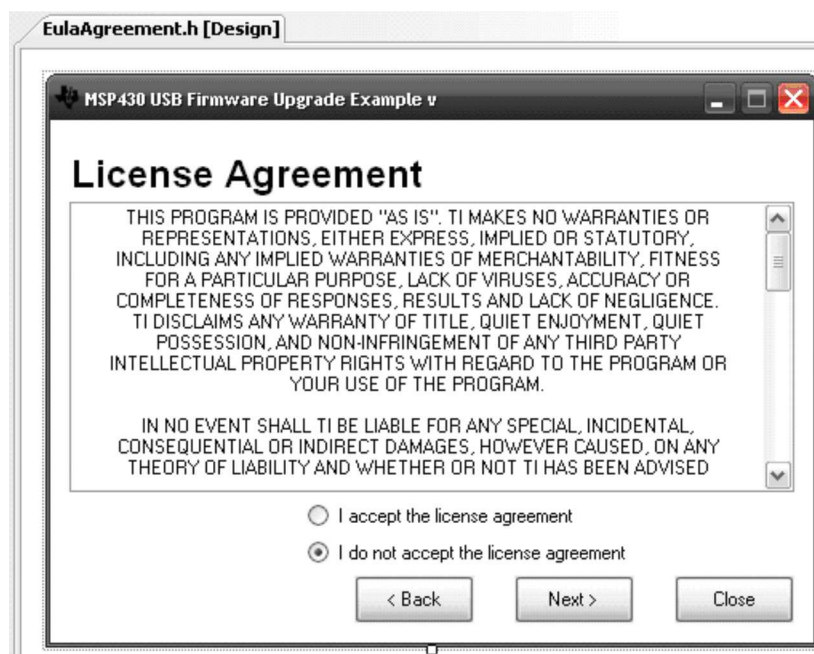 EulaAgreement.h [Design]
MSP430 USB Firmware Upgrade Example v
License Agreement
THIS PROGRAM IS PROVIDED "AS IS". TI MAKES NO WARRANTIES OR
REPRESENTATIONS, EITHER EXPRESS, IMPLIED OR STATUTORY,
INCLUDING ANY IMPLIED WARRANTIES OF MERCHANTABILITY, FITNESS
FOR A PARTICULAR PURPOSE, LACK OF VIRUSES, ACCURACY OR
COMPLETENESS OF RESPONSES, RESULTS AND LACK OF NEGLIGENCE.
TI DISCLAIMS ANY WARRANTY OF TITLE, QUIET ENJOYMENT, QUIET
POSSESSION, AND NON-INFRINGEMENT OF ANY THIRD PARTY
INTELLECTUAL PROPERTY RIGHTS WITH REGARD TO THE PROGRAM OR
YOUR USE OF THE PROGRAM.
IN NO EVENT SHALL TI BE LIABLE FOR ANY SPECIAL, INCIDENTAL,
CONSEQUENTIAL OR INDIRECT DAMAGES, HOWEVER CAUSED, ON ANY
THEORY OF LIABILITY AND WHETHER OR NOT TI HAS BEEN ADVISED
I accept the license agreement
I do not accept the license agreement
< Back
Next >
Close